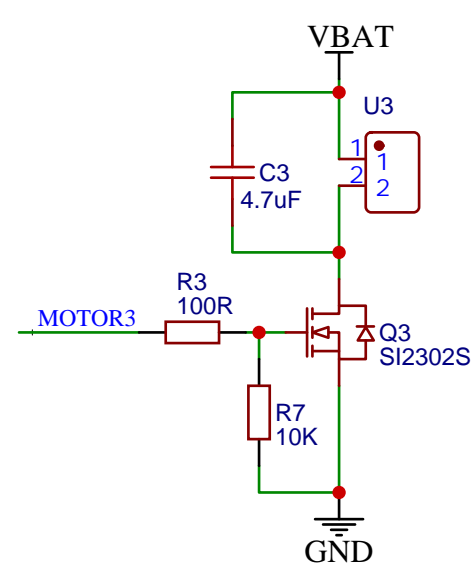 VBAT
U3
1
1
2
2
C3
4.7uF
R3
100R
MOTOR3
Q3
SI2302S
R7
10K
GND